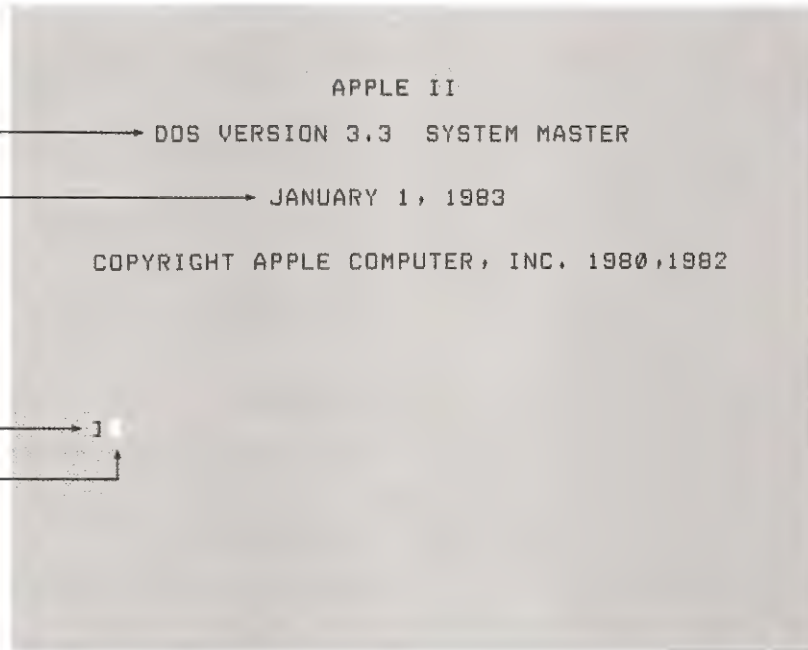 APPLE II
DOS VERSION 3.3  SYSTEM MASTER
JANUARY 1, 1983
COPYRIGHT APPLE COMPUTER, INC. 1980,1982
]